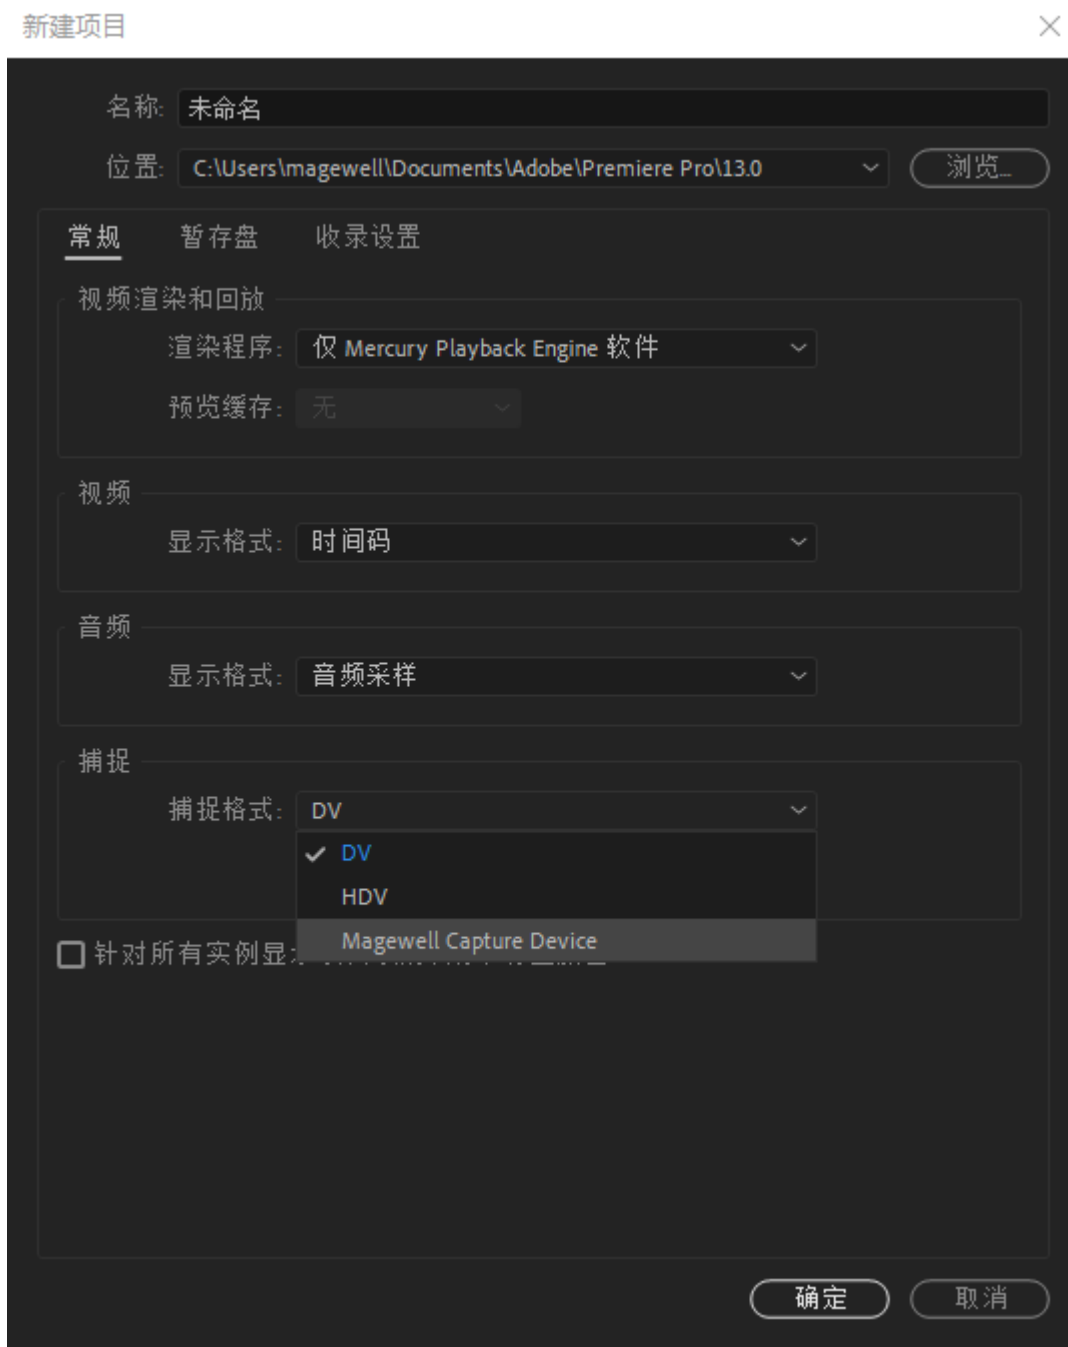 新建项目
名称: 未命名
位置: C:\Users\magewell\Documents\Adobe\Premiere Pro\13.0 浏览...
常规 暂存盘 收录设置
视频渲染和回放
渲染程序: 仅 Mercury Playback Engine 软件
预览缓存: 无
视频
显示格式: 时间码
音频
显示格式: 音频采样
捕捉
捕捉格式: DV
DV
HDV
Magewell Capture Device
针对所有实例显
确定 取消